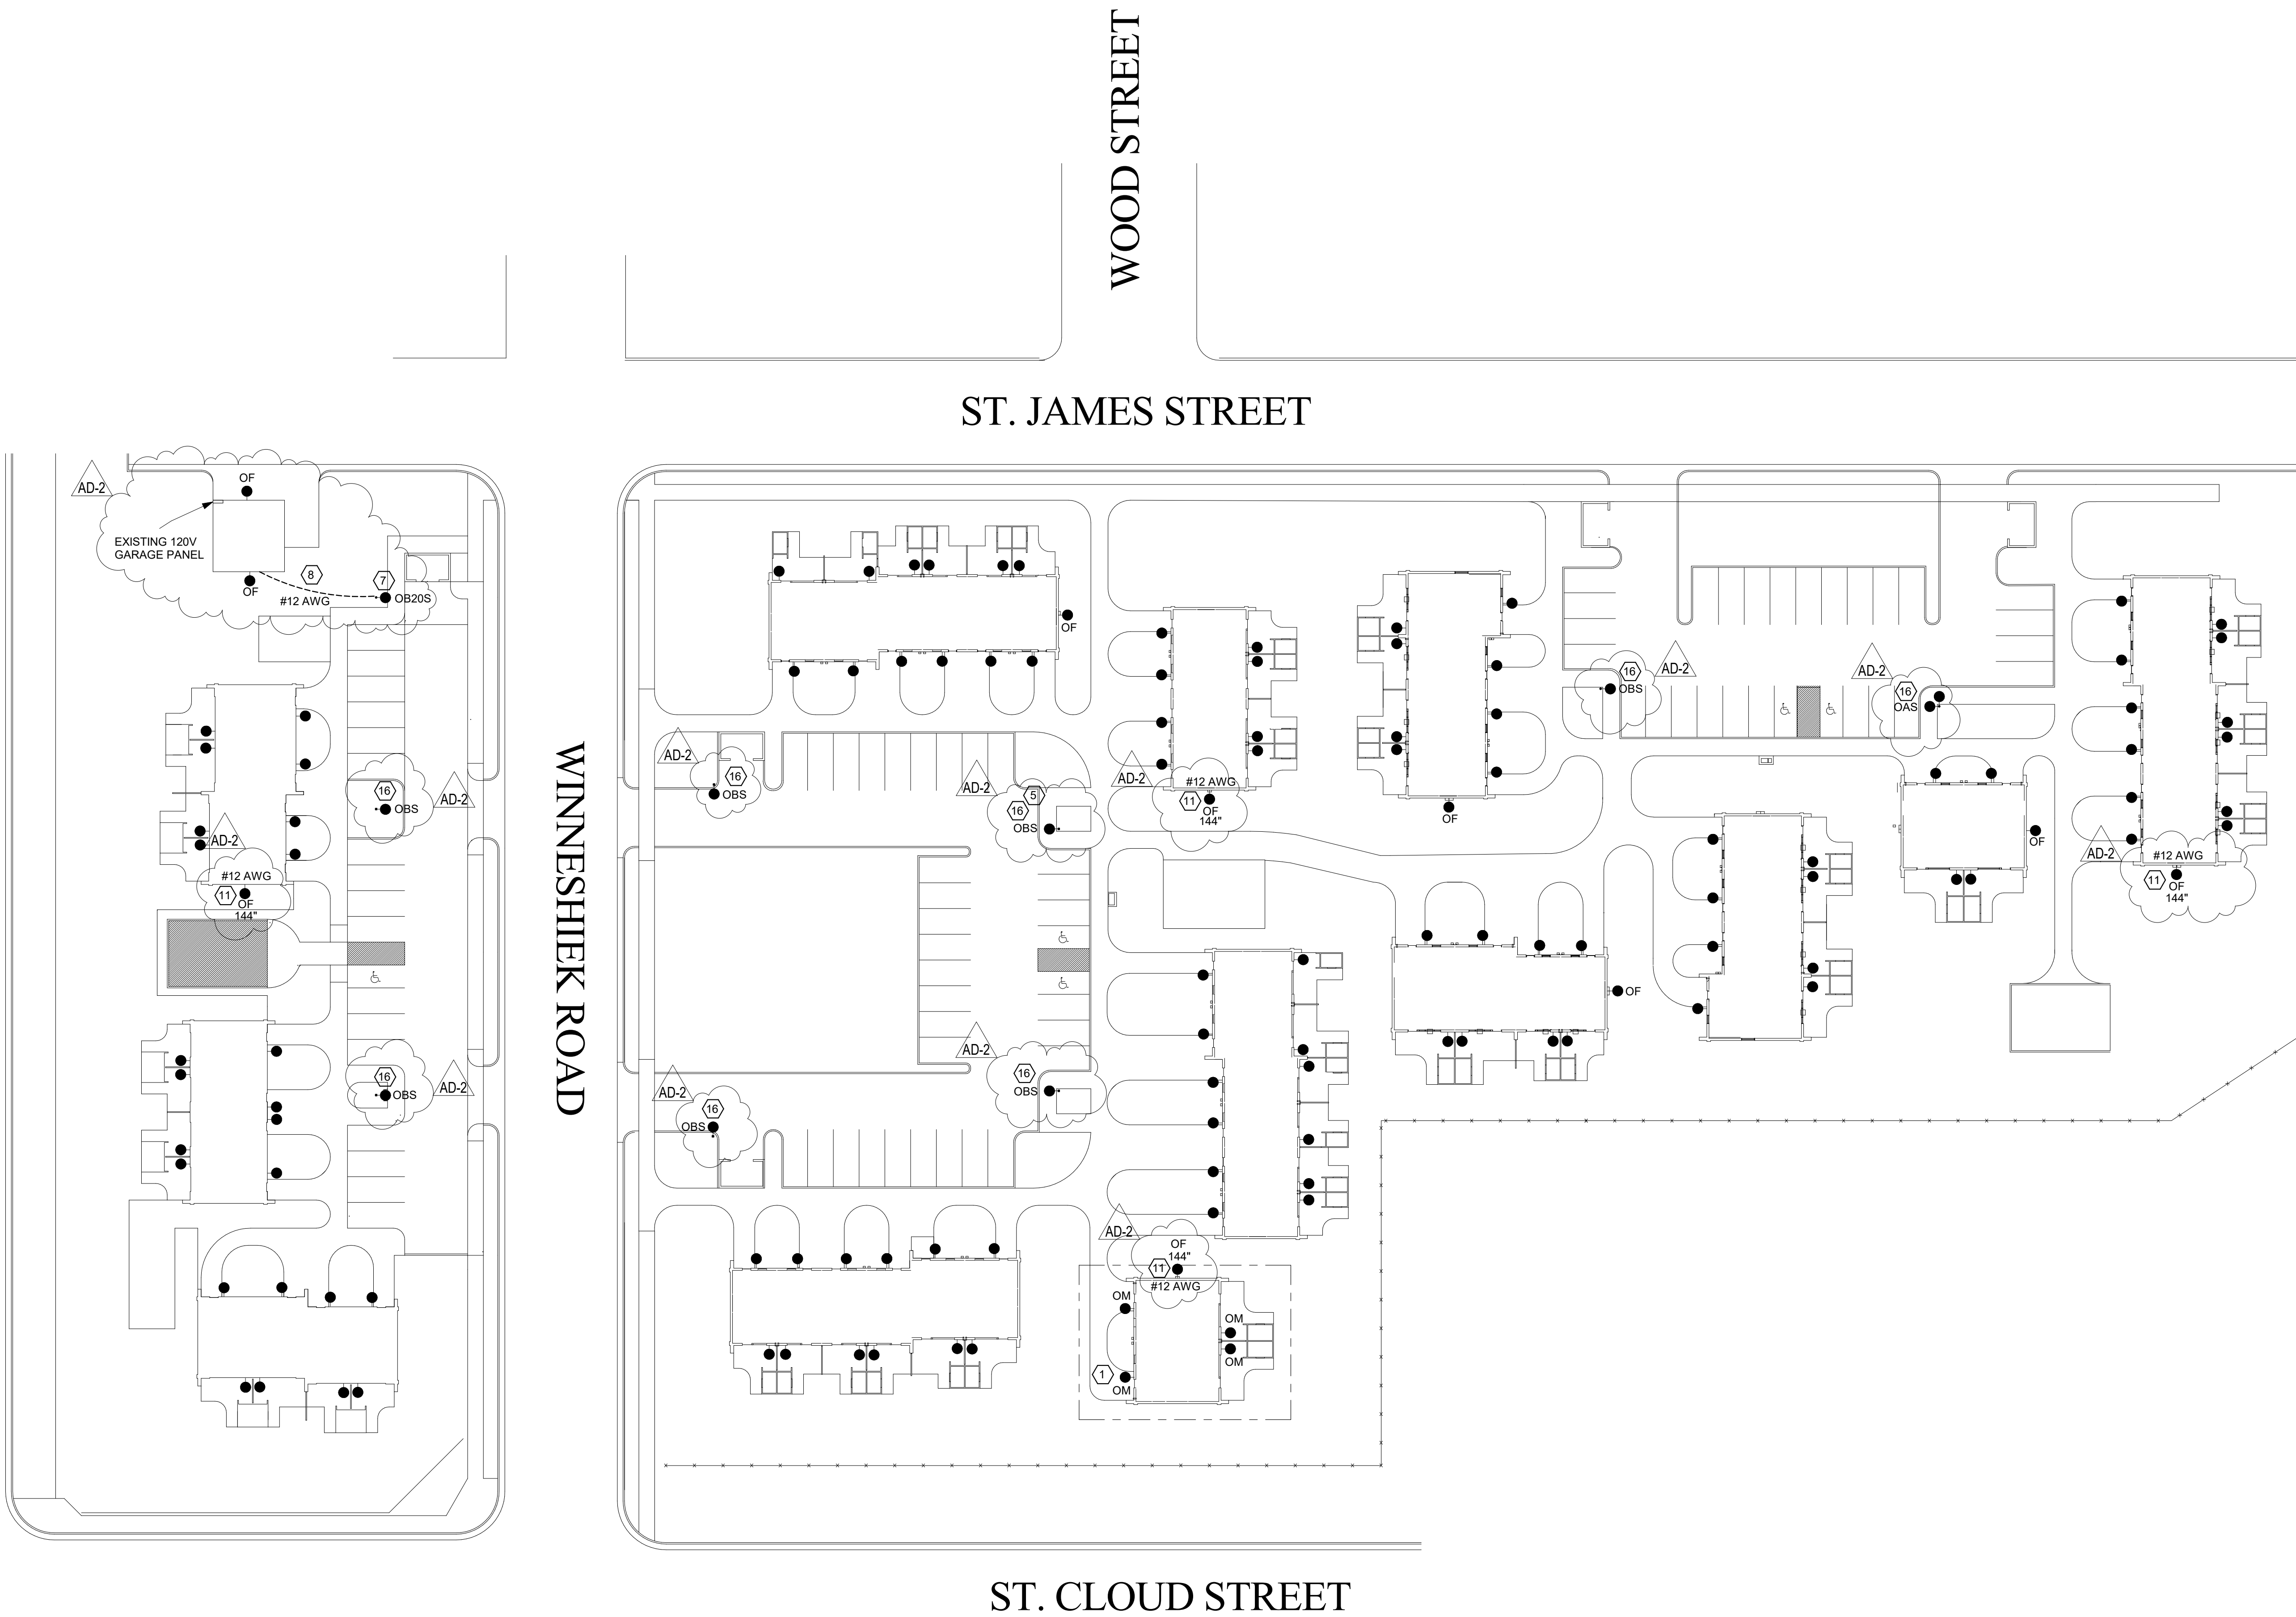 WOOD STREET
ST. JAMES STREET
AD-2
OF
EXISTING 120V
GARAGE PANEL
8
7
OF
#12 AWG
OB20S
OF
16
OBS
AD-2
AD-2
16
OAS
AD-2
16
OBS
AD-2
AD-2
#12 AWG
11
OF
144"
WINNESHIEK ROAD
AD-2
16
OBS
AD-2
5
16
OBS
AD-2
#12 AWG
11
OF
144"
OF
OF
AD-2
#12 AWG
11
OF
144"
OF
16
OBS
AD-2
AD-2
16
OBS
AD-2
16
OBS
AD-2
OF
144"
11
#12 AWG
OM
OM
OM
1
OM
ST. CLOUD STREET